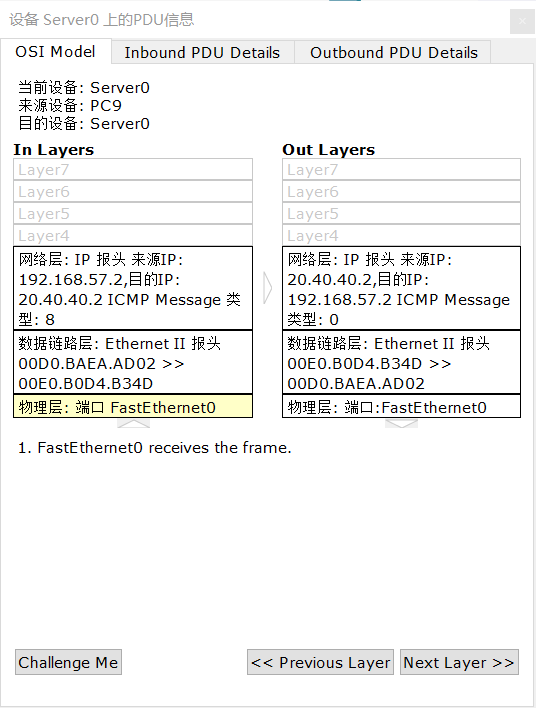 设备 Server0 上的PDU信息
OSI Model
Inbound PDU Details
Outbound PDU Details
当前设备: Server0
来源设备: PC9
目的设备: Server0
In Layers
Layer7
Layer6
Layer5
Layer4
网络层: IP 报头 来源IP:
192.168.57.2,目的IP:
20.40.40.2 ICMP Message 类
型: 8
数据链路层: Ethernet II 报头
00D0.BAEA.AD02 >>
00E0.B0D4.B34D
物理层: 端口 FastEthernet0
Out Layers
Layer7
Layer6
Layer5
Layer4
网络层: IP 报头 来源IP:
20.40.40.2,目的IP:
192.168.57.2 ICMP Message
类型: 0
数据链路层: Ethernet II 报头
00E0.B0D4.B34D >>
00D0.BAEA.AD02
物理层: 端口:FastEthernet0
1. FastEthernet0 receives the frame.
Challenge Me
<< Previous Layer
Next Layer >>